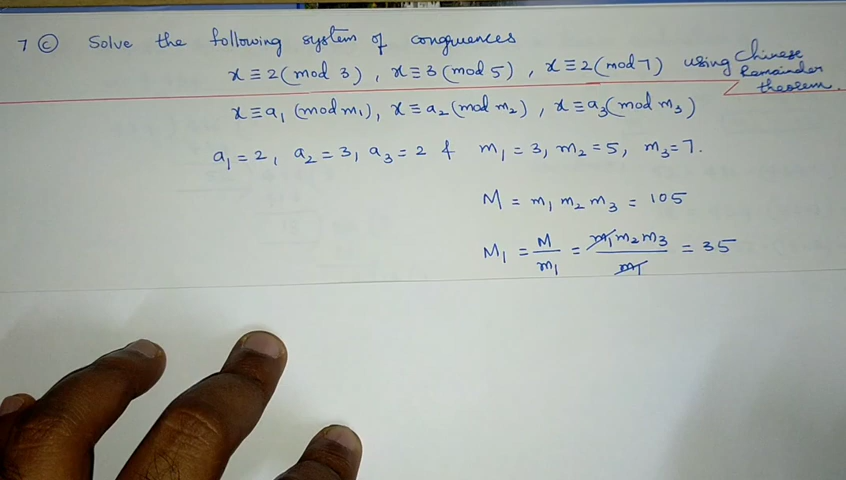 7 ⓒ Solve the following system of congruences
x ≡ 2 (mod 3), x ≡ 3 (mod 5), x ≡ 2 (mod 7) using Chinese Remainder theorem.
x ≡ a₁ (mod m₁), x ≡ a₂ (mod m₂), x ≡ a₃ (mod m₃)
a₁ = 2, a₂ = 3, a₃ = 2 & m₁ = 3, m₂ = 5, m₃ = 7.
M = m₁ m₂ m₃ = 105
M₁ = M/m₁ = m₁m₂m₃/m₁ = 35